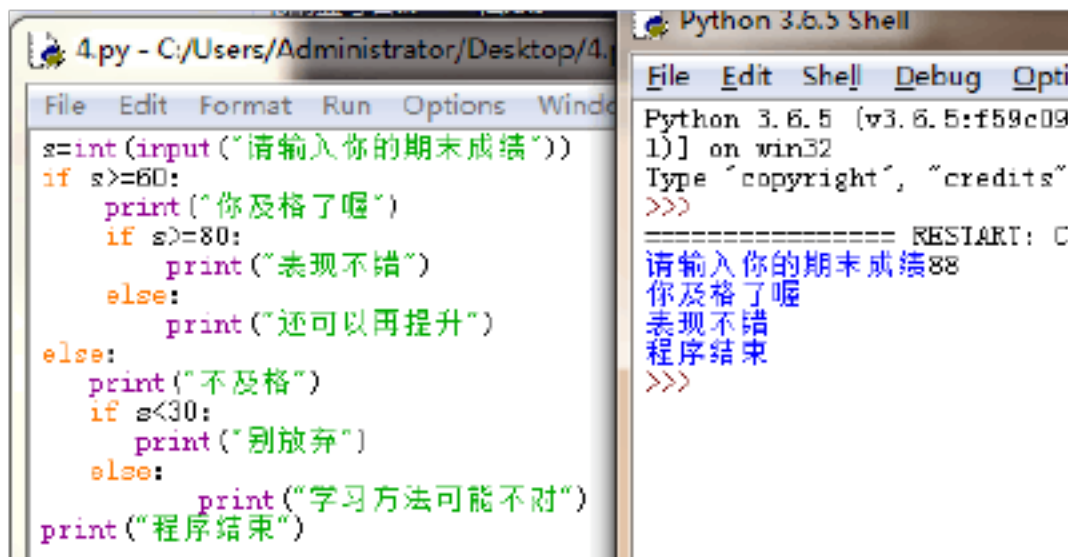 4.py - C:/Users/Administrator/Desktop/4.p
File Edit Format Run Options Windo
s=int(input("请输入你的期末成绩"))
if s>=60:
    print("你及格了喔")
    if s>=80:
        print("表现不错")
    else:
        print("还可以再提升")
else:
   print("不及格")
   if s<30:
      print("别放弃")
   else:
          print("学习方法可能不对")
print("程序结束")
Python 3.6.5 Shell
File Edit Shell Debug Opti
Python 3.6.5 (v3.6.5:f59c09
1)] on win32
Type "copyright", "credits"
>>>
================ RESTART: C
请输入你的期末成绩88
你及格了喔
表现不错
程序结束
>>>